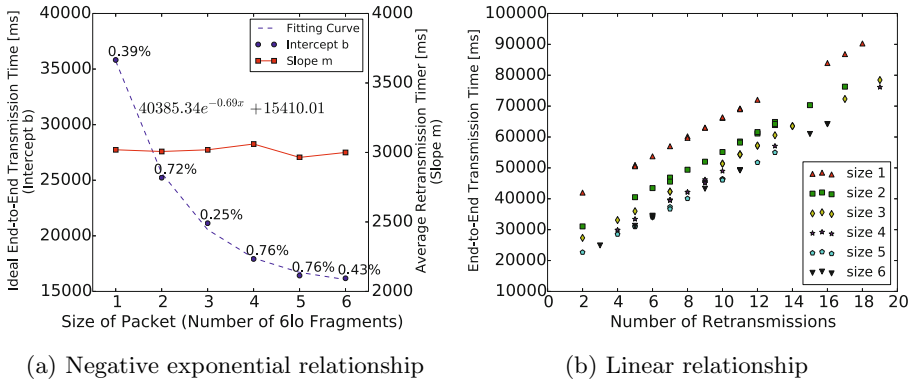 40000
35000
30000
25000
20000
15000
Ideal End-to-End Transmission Time [ms]
(Intercept b)
4000
3500
3000
2500
2000
Average Retransmission Timer [ms]
(Slope m)
Fitting Curve
Intercept b
Slope m
0.39%
0.72%
0.25%
0.76%
0.76%
0.43%
40385.34e^{-0.69x} + 15410.01
1 2 3 4 5 6
Size of Packet (Number of 6lo Fragments)
(a) Negative exponential relationship
100000
90000
80000
70000
60000
50000
40000
30000
20000
10000
End-to-End Transmission Time [ms]
size 1
size 2
size 3
size 4
size 5
size 6
0 2 4 6 8 10 12 14 16 18 20
Number of Retransmissions
(b) Linear relationship